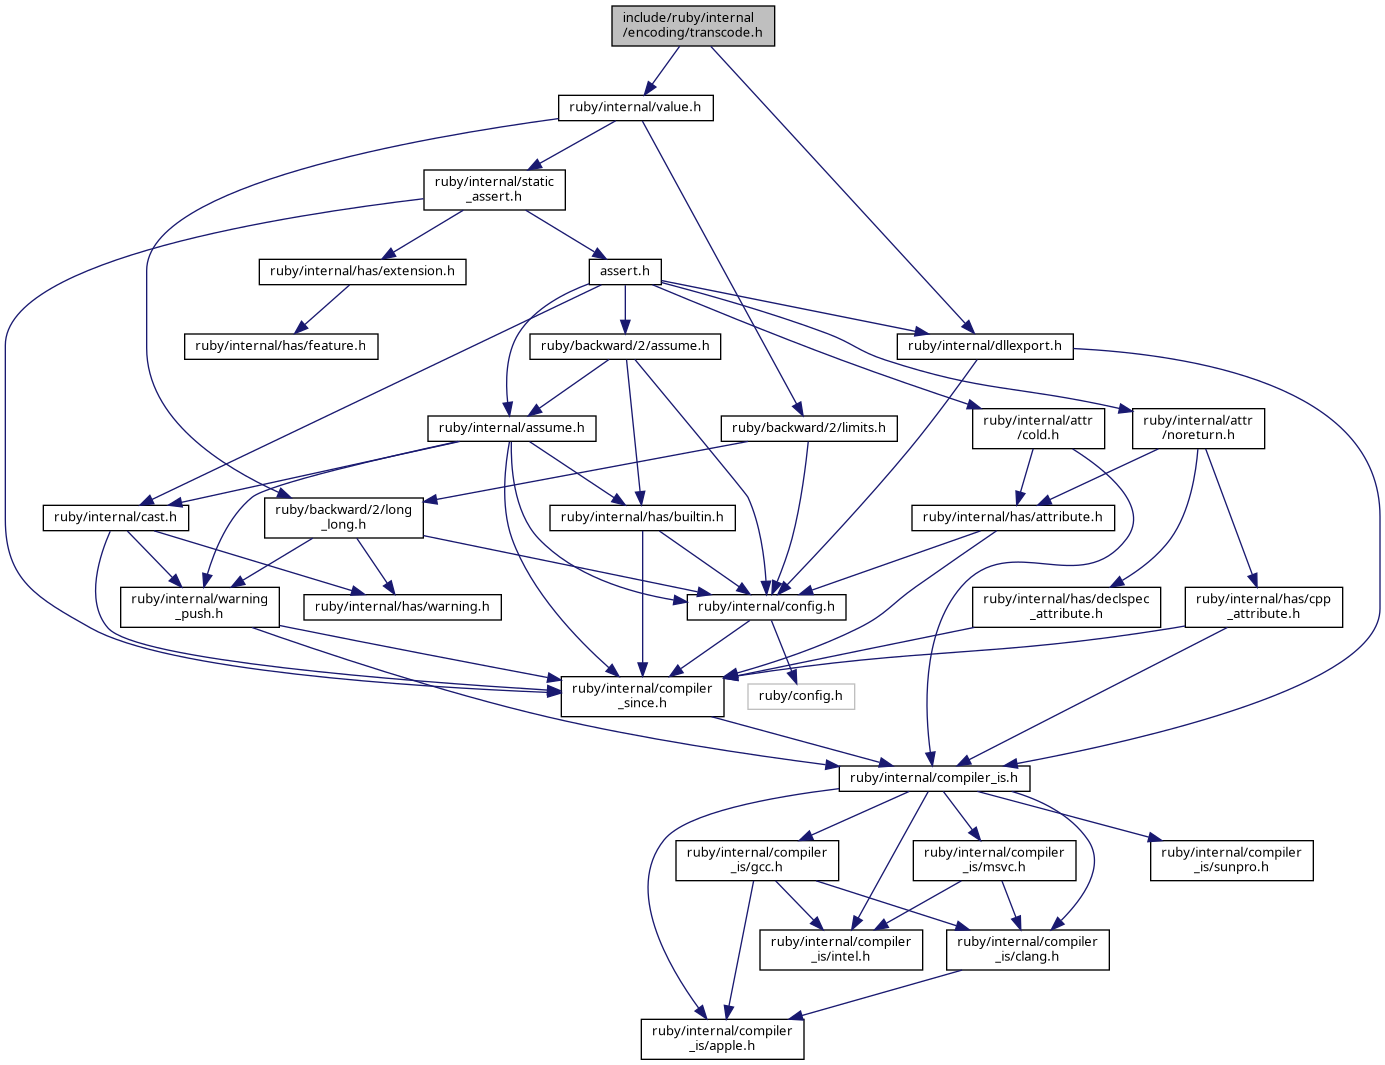 include/ruby/internal
/encoding/transcode.h
ruby/internal/value.h
ruby/internal/static
_assert.h
ruby/internal/has/extension.h
assert.h
ruby/internal/has/feature.h
ruby/backward/2/assume.h
ruby/internal/dllexport.h
ruby/internal/assume.h
ruby/backward/2/limits.h
ruby/internal/attr
/cold.h
ruby/internal/attr
/noreturn.h
ruby/internal/cast.h
ruby/backward/2/long
_long.h
ruby/internal/has/builtin.h
ruby/internal/has/attribute.h
ruby/internal/warning
_push.h
ruby/internal/has/warning.h
ruby/internal/config.h
ruby/internal/has/declspec
_attribute.h
ruby/internal/has/cpp
_attribute.h
ruby/internal/compiler
_since.h
ruby/config.h
ruby/internal/compiler_is.h
ruby/internal/compiler
_is/gcc.h
ruby/internal/compiler
_is/msvc.h
ruby/internal/compiler
_is/sunpro.h
ruby/internal/compiler
_is/intel.h
ruby/internal/compiler
_is/clang.h
ruby/internal/compiler
_is/apple.h